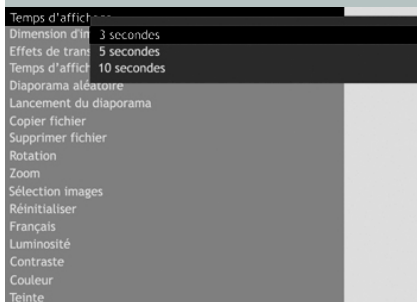 Temps d’affichage
Dimension d'im
3 secondes
Effets de trans
5 secondes
Temps d’affich
10 secondes
Diaporama aléatoire
Lancement du diaporama
Copier fichier
Supprimer fichier
Rotation
Zoom
Sélection images
Réinitialiser
Français
Luminosité
Contraste
Couleur
Teinte